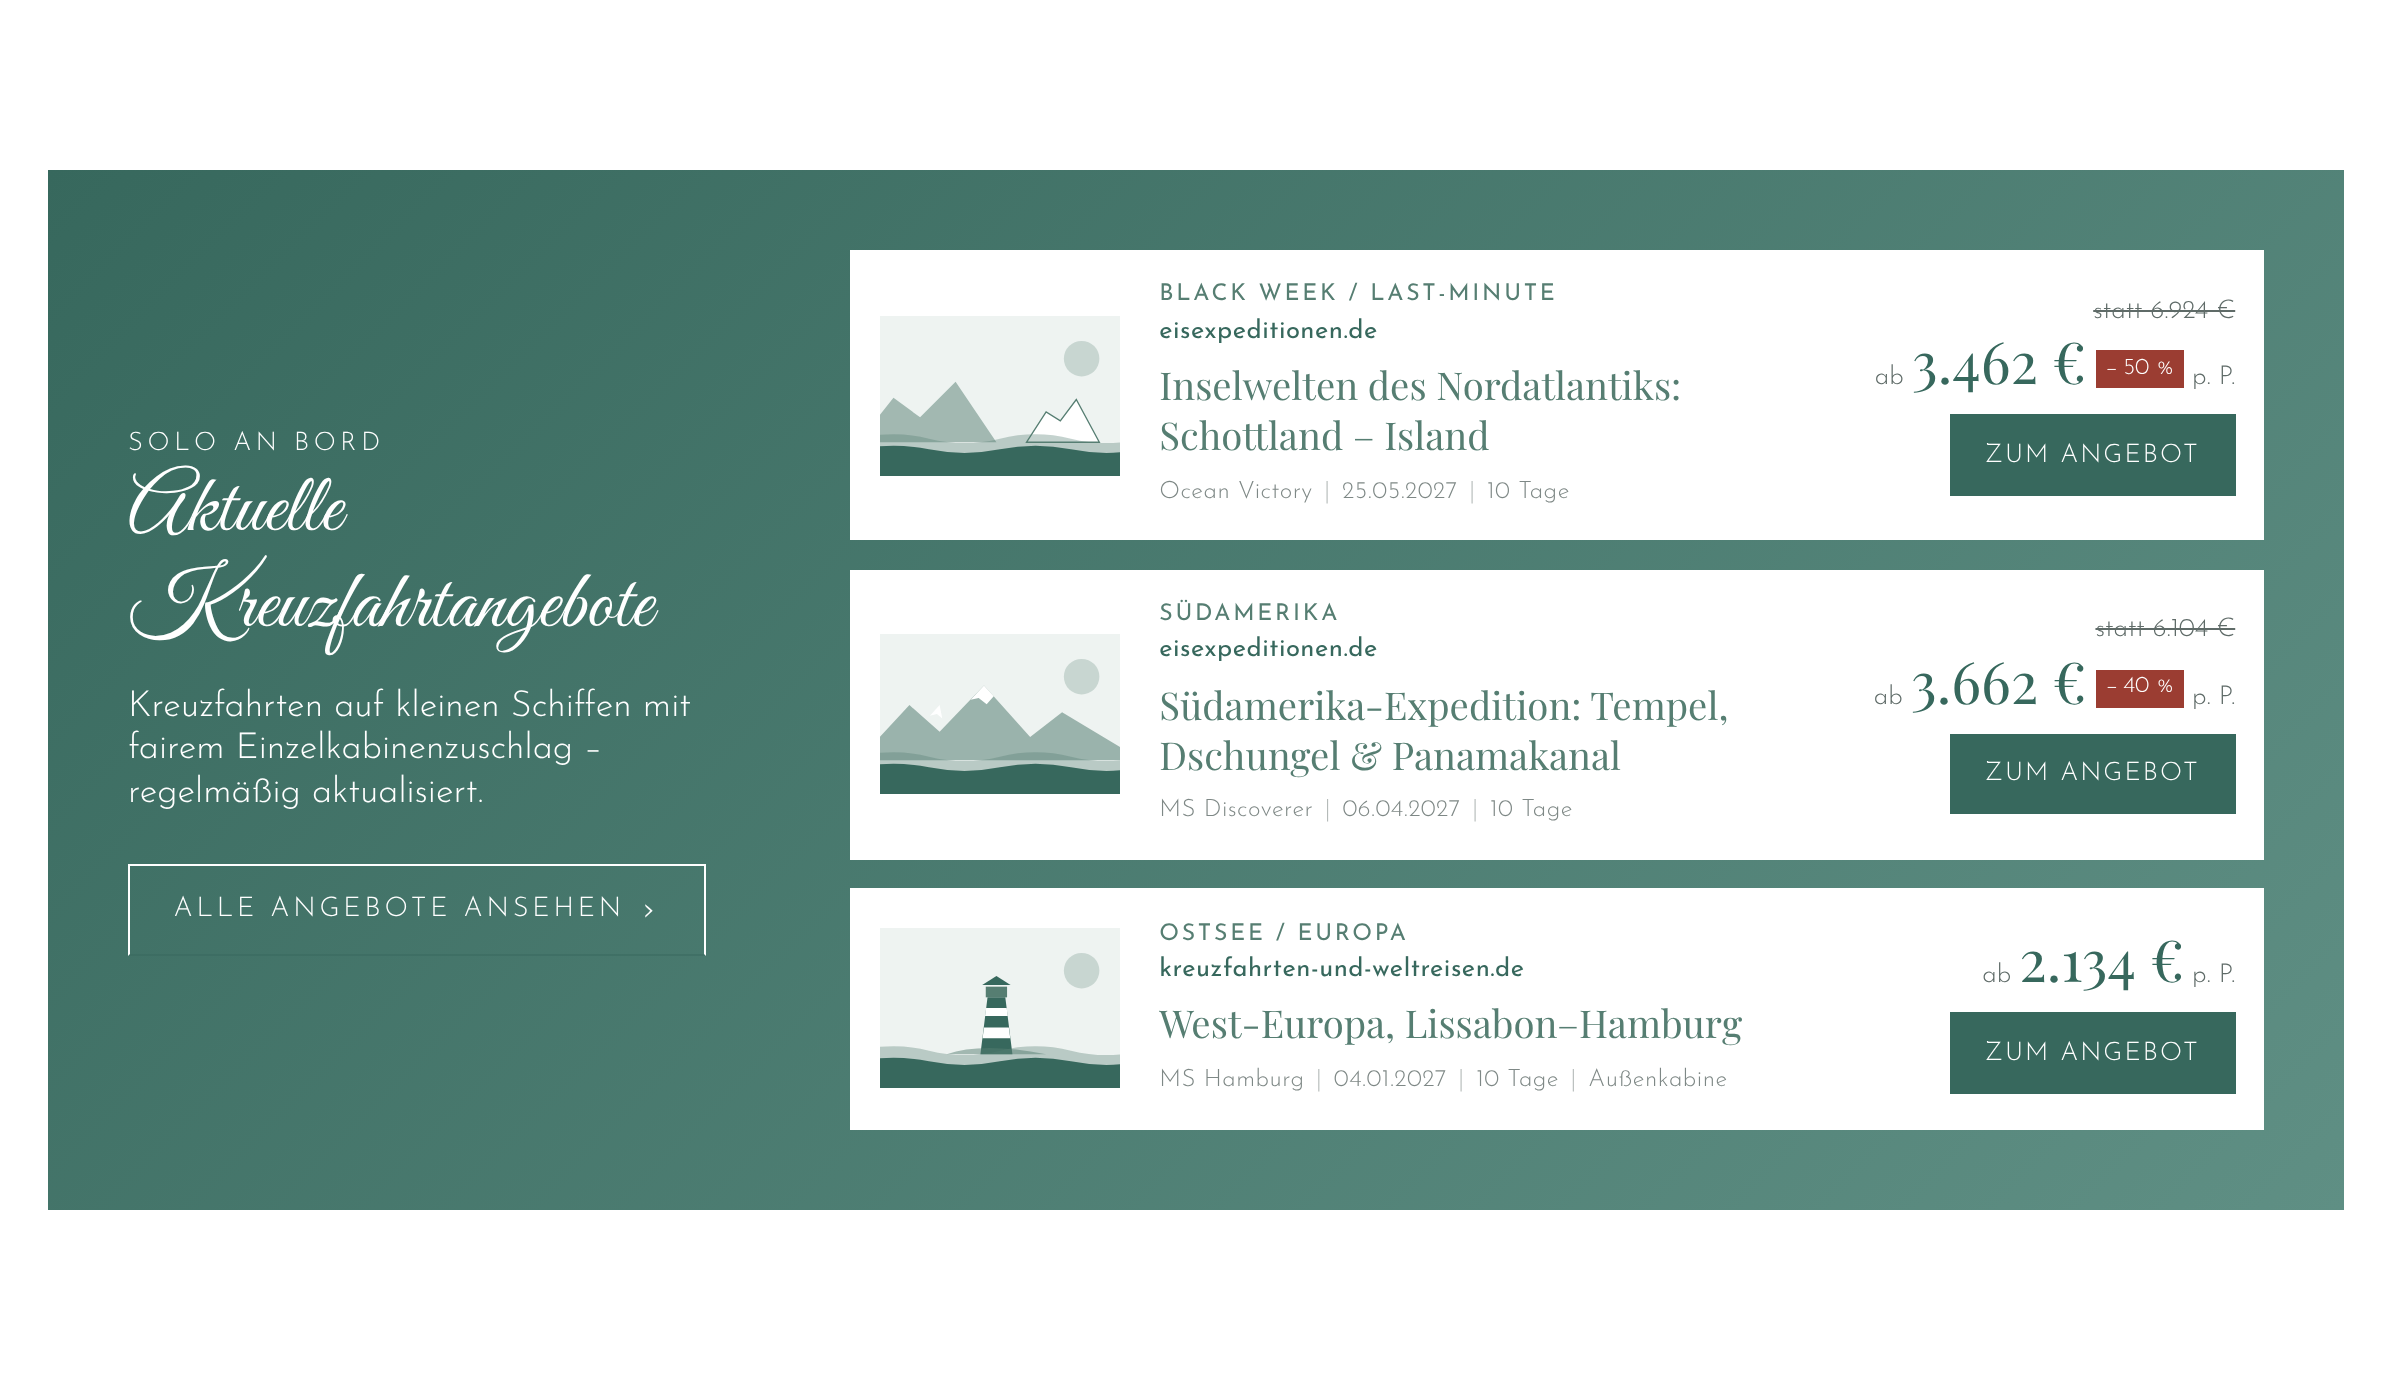 SOLO AN BORD
Aktuelle
Kreuzfahrtangebote
Kreuzfahrten auf kleinen Schiffen mit
fairem Einzelkabinenzuschlag –
regelmäßig aktualisiert.
ALLE ANGEBOTE ANSEHEN ›
BLACK WEEK / LAST-MINUTE
eisexpeditionen.de
Inselwelten des Nordatlantiks:
Schottland – Island
Ocean Victory | 25.05.2027 | 10 Tage
statt 6.924 €
ab 3.462 € – 50 % p. P.
ZUM ANGEBOT
SÜDAMERIKA
eisexpeditionen.de
Südamerika-Expedition: Tempel,
Dschungel & Panamakanal
MS Discoverer | 06.04.2027 | 10 Tage
statt 6.104 €
ab 3.662 € – 40 % p. P.
ZUM ANGEBOT
OSTSEE / EUROPA
kreuzfahrten-und-weltreisen.de
West-Europa, Lissabon–Hamburg
MS Hamburg | 04.01.2027 | 10 Tage | Außenkabine
ab 2.134 € p. P.
ZUM ANGEBOT